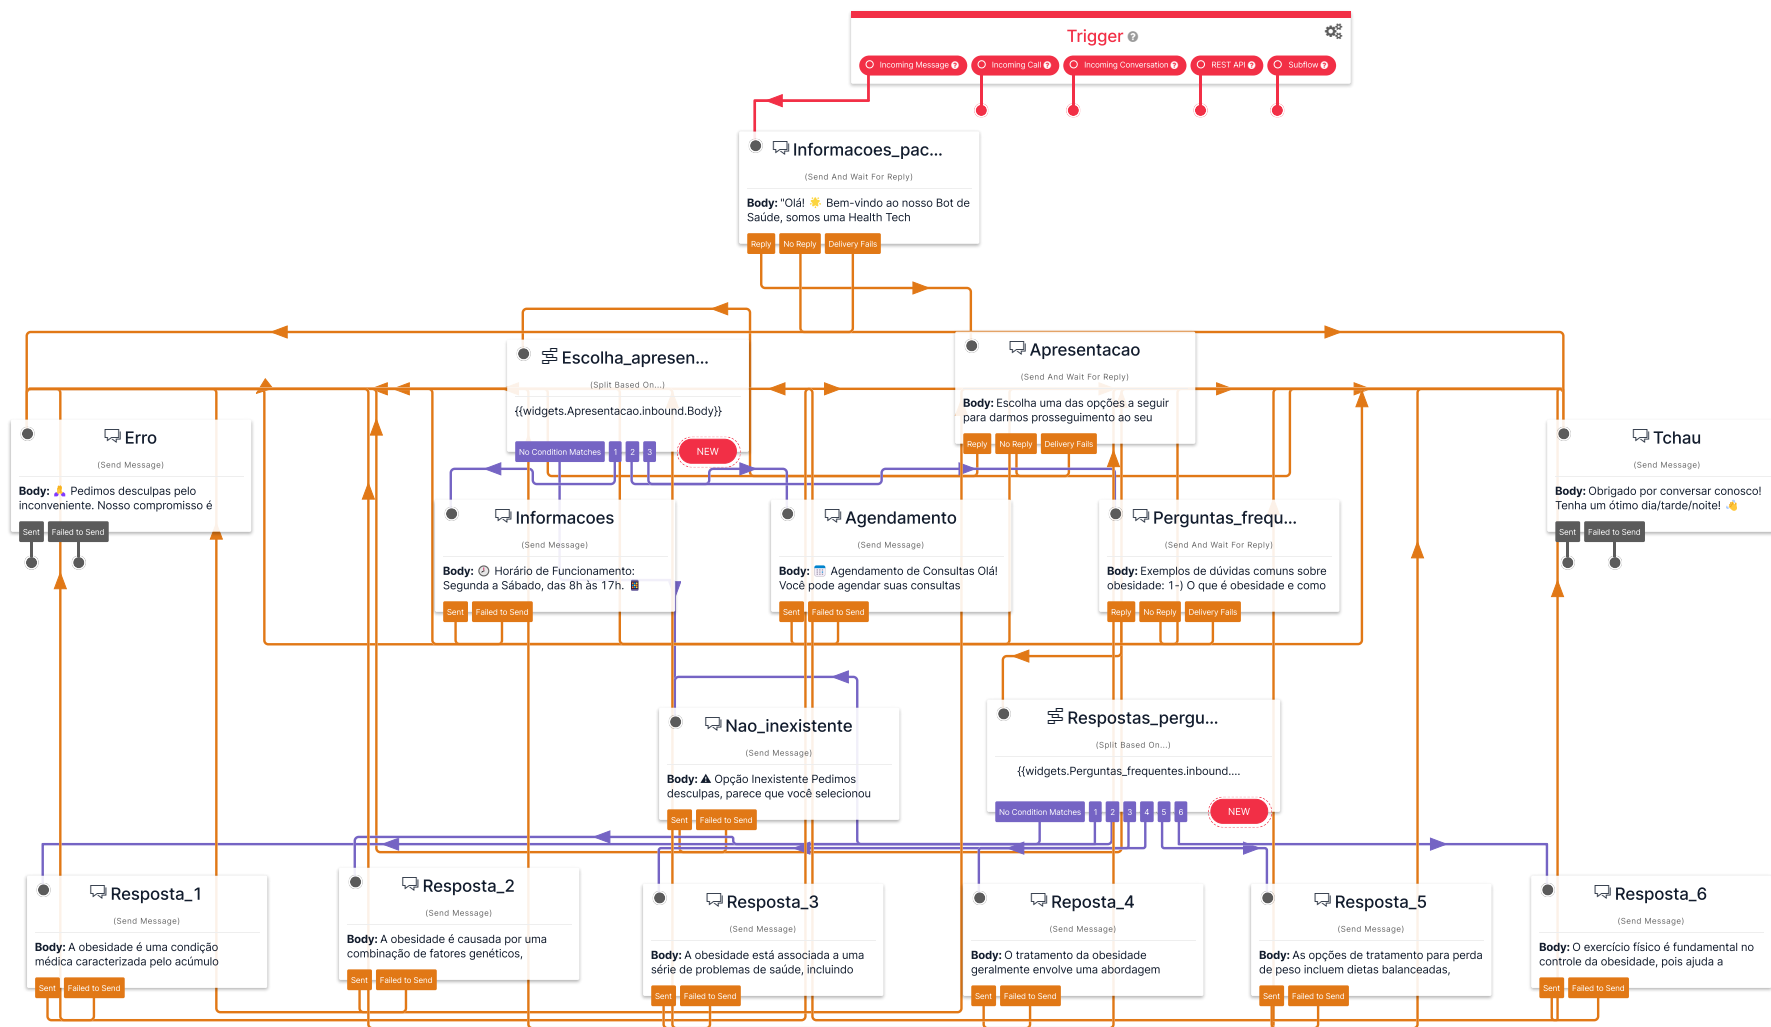 Trigger
Incoming Message
Incoming Call
Incoming Conversation
REST API
Subflow
Informacoes_pac...
(Send And Wait For Reply)
Body: "Olá! 🌟 Bem-vindo ao nosso Bot de
Saúde, somos uma Health Tech
Reply
No Reply
Delivery Fails
Escolha_apresen...
(Split Based On...)
{{widgets.Apresentacao.inbound.Body}}
No Condition Matches
1
2
3
NEW
Apresentacao
(Send And Wait For Reply)
Body: Escolha uma das opções a seguir
para darmos prosseguimento ao seu
Reply
No Reply
Delivery Fails
Erro
(Send Message)
Body: 🙏 Pedimos desculpas pelo
inconveniente. Nosso compromisso é
Sent
Failed to Send
Tchau
(Send Message)
Body: Obrigado por conversar conosco!
Tenha um ótimo dia/tarde/noite! 👋
Sent
Failed to Send
Informacoes
(Send Message)
Body: 🕗 Horário de Funcionamento:
Segunda a Sábado, das 8h às 17h. 📱
Sent
Failed to Send
Agendamento
(Send Message)
Body: 📅 Agendamento de Consultas Olá!
Você pode agendar suas consultas
Sent
Failed to Send
Perguntas_frequ...
(Send And Wait For Reply)
Body: Exemplos de dúvidas comuns sobre
obesidade: 1-) O que é obesidade e como
Reply
No Reply
Delivery Fails
Nao_inexistente
(Send Message)
Body: ⚠ Opção Inexistente Pedimos
desculpas, parece que você selecionou
Sent
Failed to Send
Respostas_pergu...
(Split Based On...)
{{widgets.Perguntas_frequentes.inbound....
No Condition Matches
1
2
3
4
5
6
NEW
Resposta_1
(Send Message)
Body: A obesidade é uma condição
médica caracterizada pelo acúmulo
Sent
Failed to Send
Resposta_2
(Send Message)
Body: A obesidade é causada por uma
combinação de fatores genéticos,
Sent
Failed to Send
Resposta_3
(Send Message)
Body: A obesidade está associada a uma
série de problemas de saúde, incluindo
Sent
Failed to Send
Reposta_4
(Send Message)
Body: O tratamento da obesidade
geralmente envolve uma abordagem
Sent
Failed to Send
Resposta_5
(Send Message)
Body: As opções de tratamento para perda
de peso incluem dietas balanceadas,
Sent
Failed to Send
Resposta_6
(Send Message)
Body: O exercício físico é fundamental no
controle da obesidade, pois ajuda a
Sent
Failed to Send